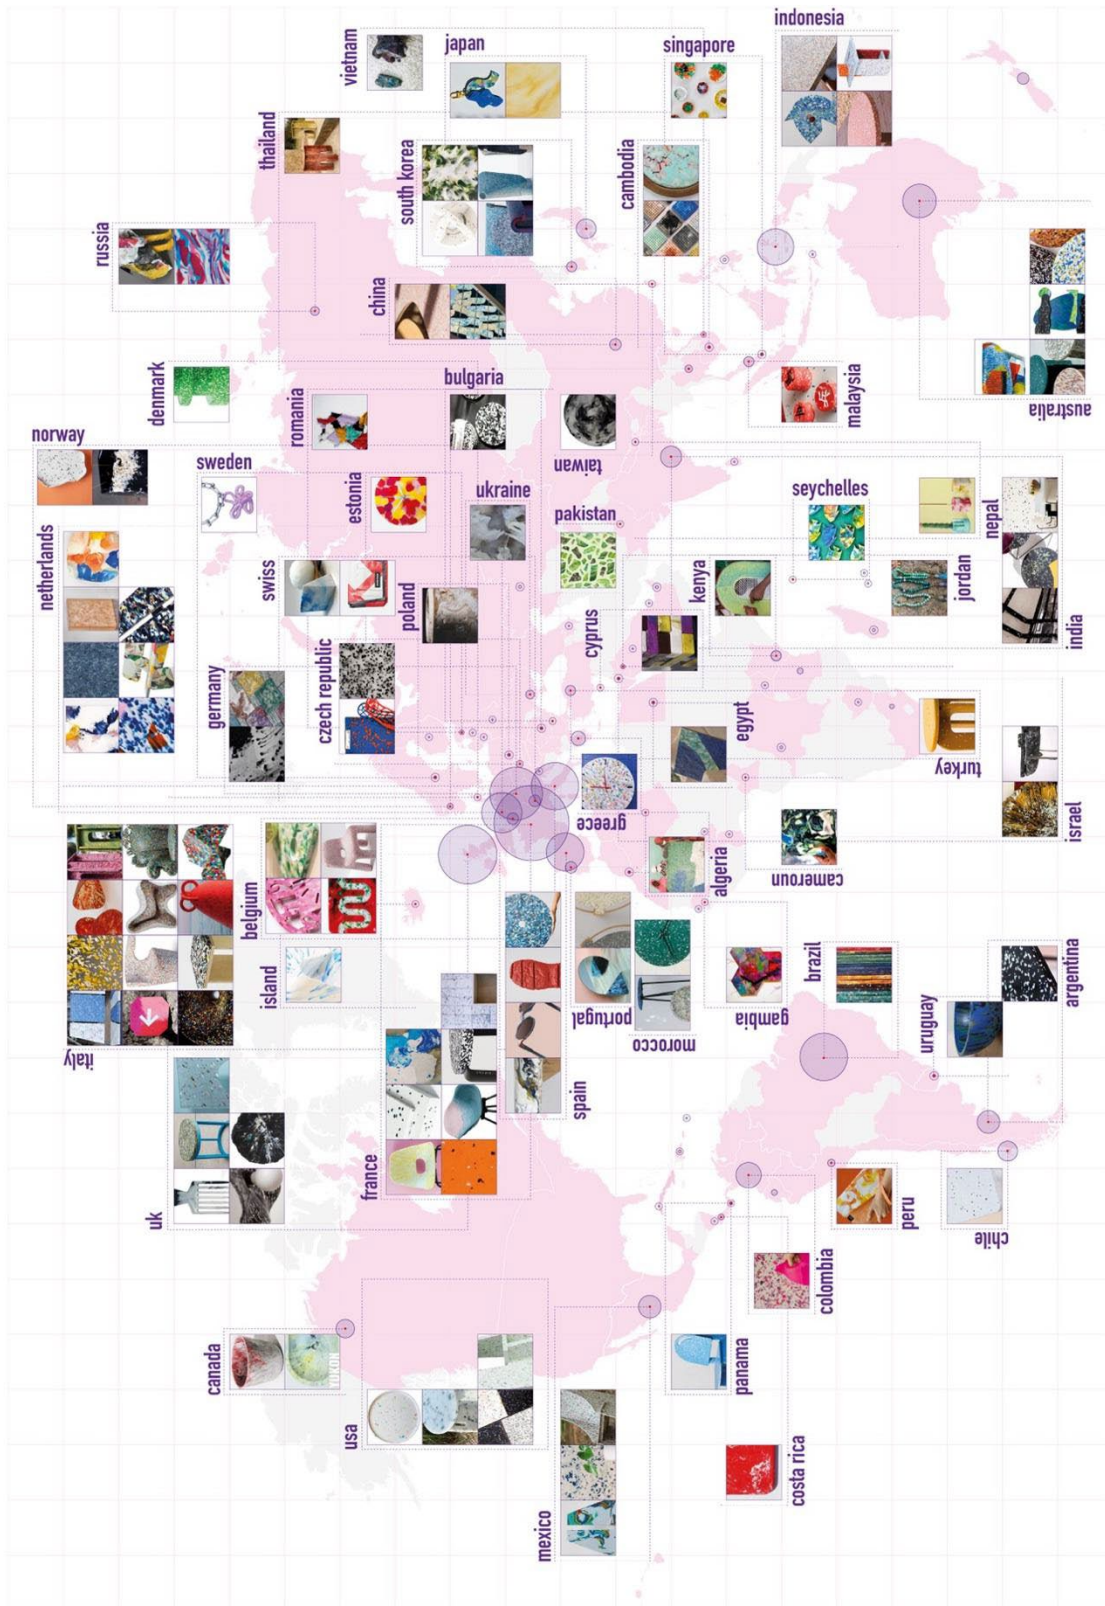 indonesia
japan
singapore
vietnam
thailand
south korea
cambodia
russia
china
denmark
bulgaria
romania
malaysia
australia
norway
sweden
taiwan
estonia
ukraine
seychelles
pakistan
nepal
netherlands
swiss
poland
kenya
jordan
cyprus
india
germany
czech republic
egypt
turkey
greece
israel
algeria
cameroun
belgium
island
brazil
portugal
gambia
argentina
uruguay
morocco
italy
spain
france
uk
peru
chile
colombia
canada
YUKON
panama
usa
costa rica
mexico